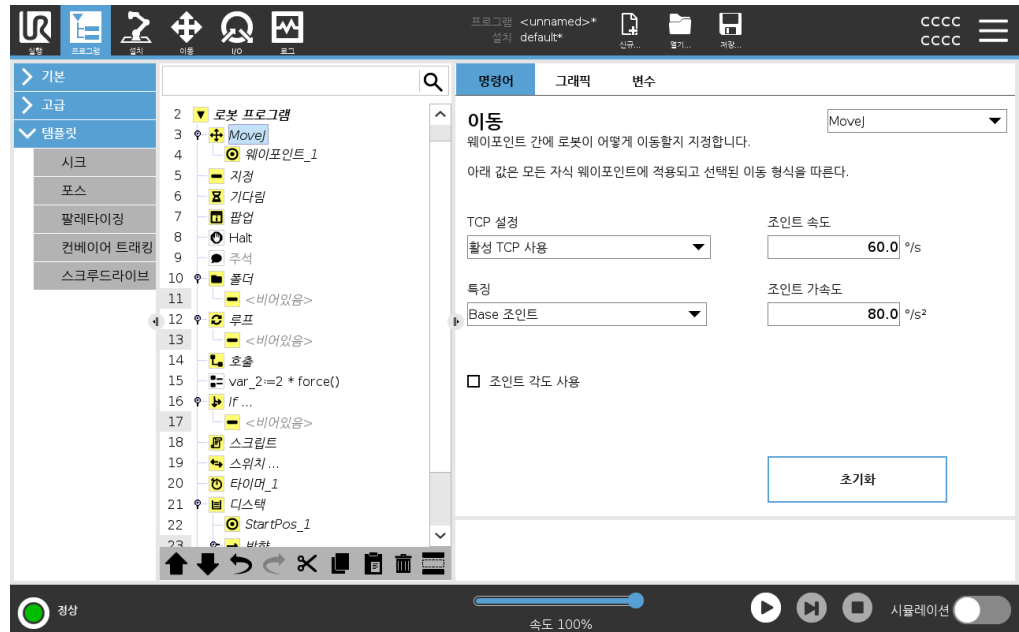 UR
실행
프로그램
설치
이동
I/O
로그
프로그램 <unnamed>*
설치 default*
신규...
열기...
저장...
cccc
cccc
기본
고급
템플릿
시크
포스
팔레타이징
컨베이어 트래킹
스크루드라이브
2 로봇 프로그램
3 MoveJ
4 웨이포인트_1
5 지정
6 기다림
7 팝업
8 Halt
9 주석
10 폴더
11 <비어있음>
12 루프
13 <비어있음>
14 호출
15 var_2≔2 * force()
16 If ...
17 <비어있음>
18 스크립트
19 스위치 ...
20 타이머_1
21 디스택
22 StartPos_1
23 방향
명령어
그래픽
변수
이동
MoveJ
웨이포인트 간에 로봇이 어떻게 이동할지 지정합니다.
아래 값은 모든 자식 웨이포인트에 적용되고 선택된 이동 형식을 따른다.
TCP 설정
조인트 속도
활성 TCP 사용
60.0 °/s
특징
조인트 가속도
Base 조인트
80.0 °/s²
조인트 각도 사용
초기화
정상
속도 100%
시뮬레이션